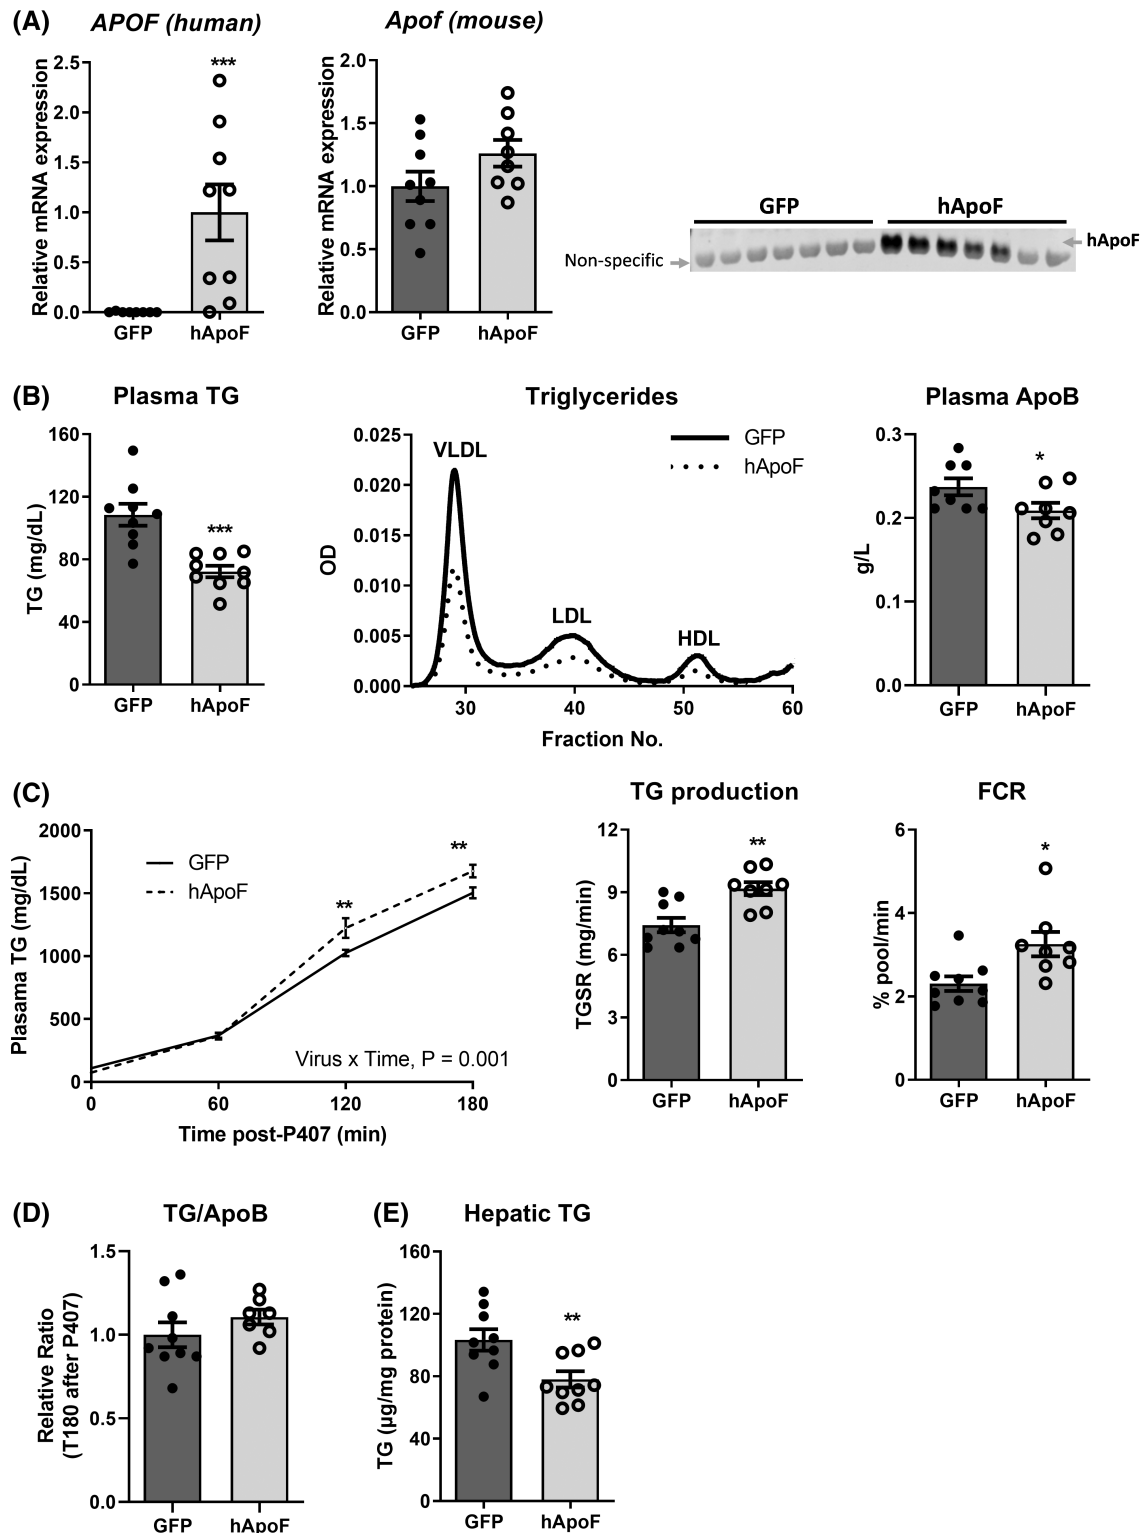 (A)
APOF (human)
***
Relative mRNA expression
2.5
2.0
1.5
1.0
0.5
0.0
GFP
hApoF
Apof (mouse)
Relative mRNA expression
2.0
1.5
1.0
0.5
0.0
GFP
hApoF
GFP
hApoF
Non-specific
hApoF
(B)
Plasma TG
TG (mg/dL)
160
120
80
40
0
***
GFP
hApoF
Triglycerides
OD
0.025
0.020
0.015
0.010
0.005
0.000
VLDL
LDL
HDL
GFP
hApoF
30
40
50
60
Fraction No.
Plasma ApoB
g/L
0.3
0.2
0.1
0.0
*
GFP
hApoF
(C)
Plasama TG (mg/dL)
2000
1500
1000
500
0
GFP
hApoF
**
**
Virus x Time, P = 0.001
0
60
120
180
Time post-P407 (min)
TG production
TGSR (mg/min)
12
9
6
3
0
**
GFP
hApoF
FCR
% pool/min
6
4
2
0
*
GFP
hApoF
(D)
TG/ApoB
Relative Ratio
(T180 after P407)
1.5
1.0
0.5
0.0
GFP
hApoF
(E)
Hepatic TG
TG (µg/mg protein)
160
120
80
40
0
**
GFP
hApoF